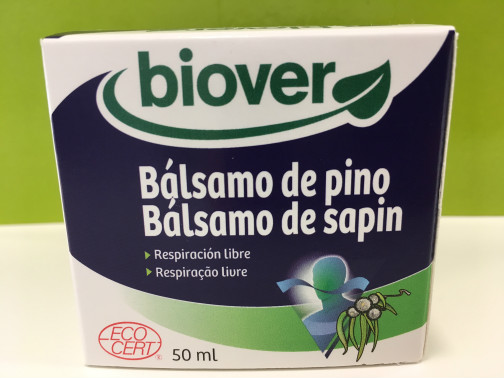 biover
Bálsamo de pino
Bálsamo de sapin
Respiración libre
Respiração livre
ECO
CERT®
50 ml